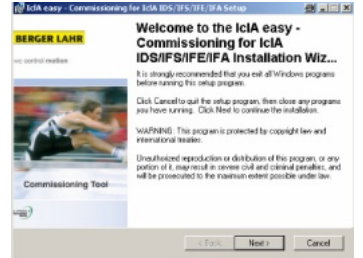 IclA easy - Commissioning for IclA IDS/IFS/IFE/IFA Setup
BERGER LAHR
we control motion
Commissioning Tool
Welcome to the IclA easy -
Commissioning for IclA
IDS/IFS/IFE/IFA Installation Wiz...
It is strongly recommended that you exit all Windows programs
before running this setup program.
Click Cancel to quit the setup program, then close any programs
you have running. Click Next to continue the installation.
WARNING: This program is protected by copyright law and
international treaties.
Unauthorized reproduction or distribution of this program, or any
portion of it, may result in severe civil and criminal penalties, and
will be prosecuted to the maximum extent possible under law.
< Back
Next >
Cancel